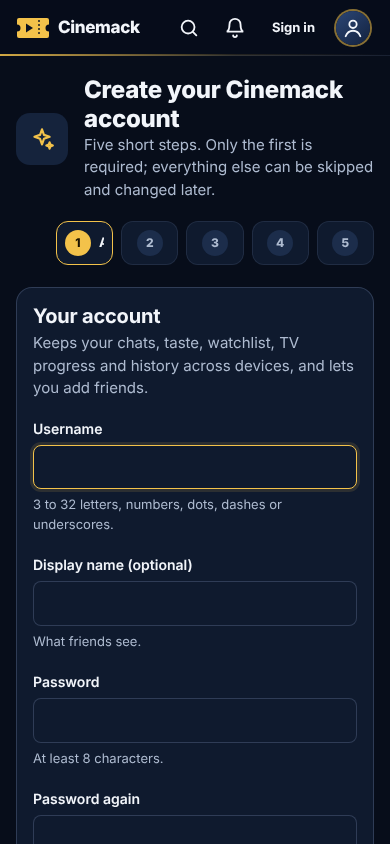 Cinemack
Sign in
Create your Cinemack
account
Five short steps. Only the first is
required; everything else can be skipped
and changed later.
1
2
3
4
5
Your account
Keeps your chats, taste, watchlist, TV
progress and history across devices, and lets
you add friends.
Username
3 to 32 letters, numbers, dots, dashes or
underscores.
Display name (optional)
What friends see.
Password
At least 8 characters.
Password again